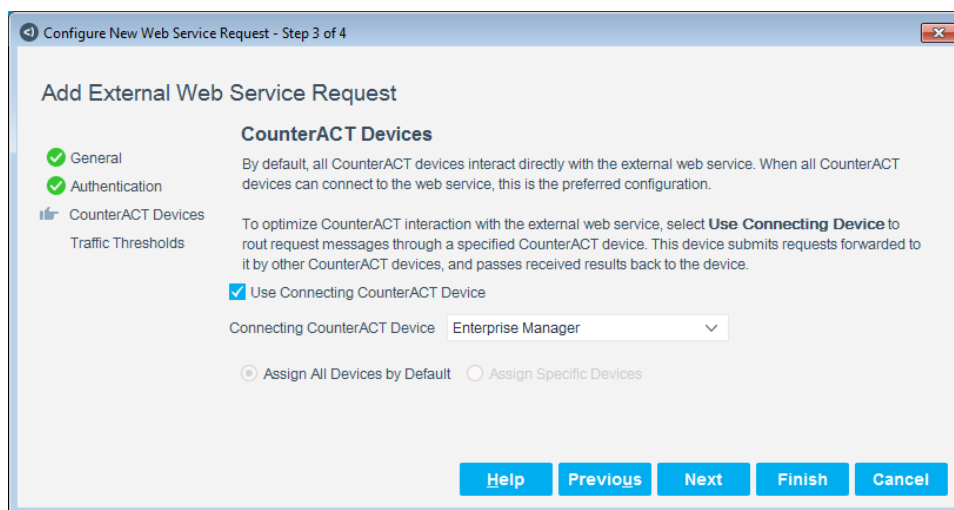 Configure New Web Service Request - Step 3 of 4
Add External Web Service Request
General
Authentication
CounterACT Devices
Traffic Thresholds
CounterACT Devices
By default, all CounterACT devices interact directly with the external web service. When all CounterACT
devices can connect to the web service, this is the preferred configuration.
To optimize CounterACT interaction with the external web service, select Use Connecting Device to
rout request messages through a specified CounterACT device. This device submits requests forwarded to
it by other CounterACT devices, and passes received results back to the device.
Use Connecting CounterACT Device
Connecting CounterACT Device Enterprise Manager
Assign All Devices by Default Assign Specific Devices
Help Previous Next Finish Cancel